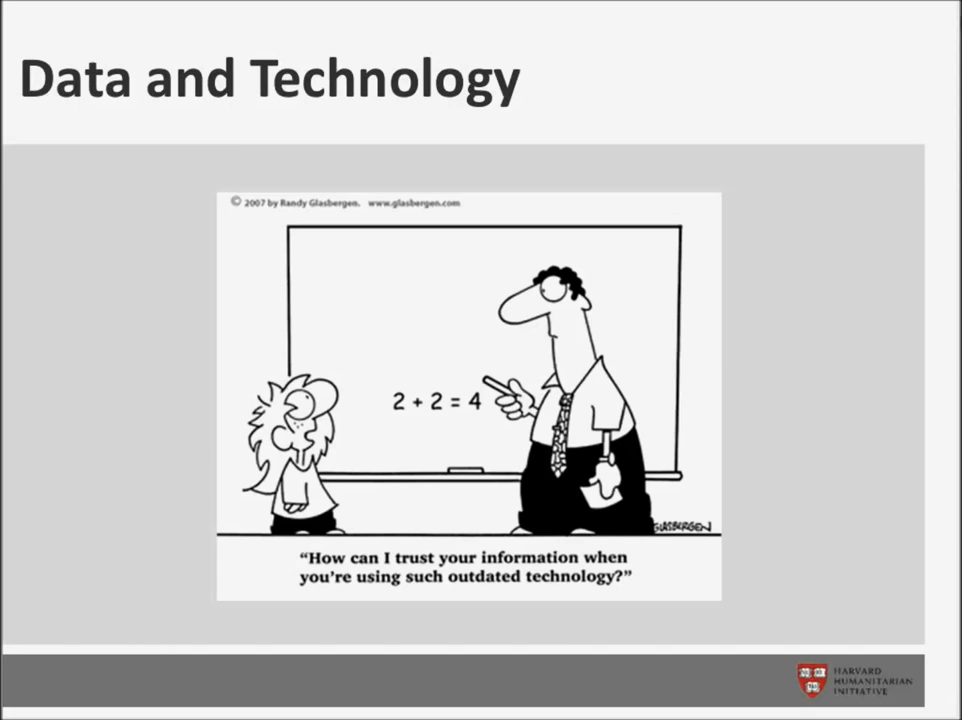 Data and Technology
© 2007 by Randy Glasbergen. www.glasbergen.com
2 + 2 = 4
GLASBERGEN
“How can I trust your information when
you’re using such outdated technology?”
HARVARD
HUMANITARIAN
INITIATIVE